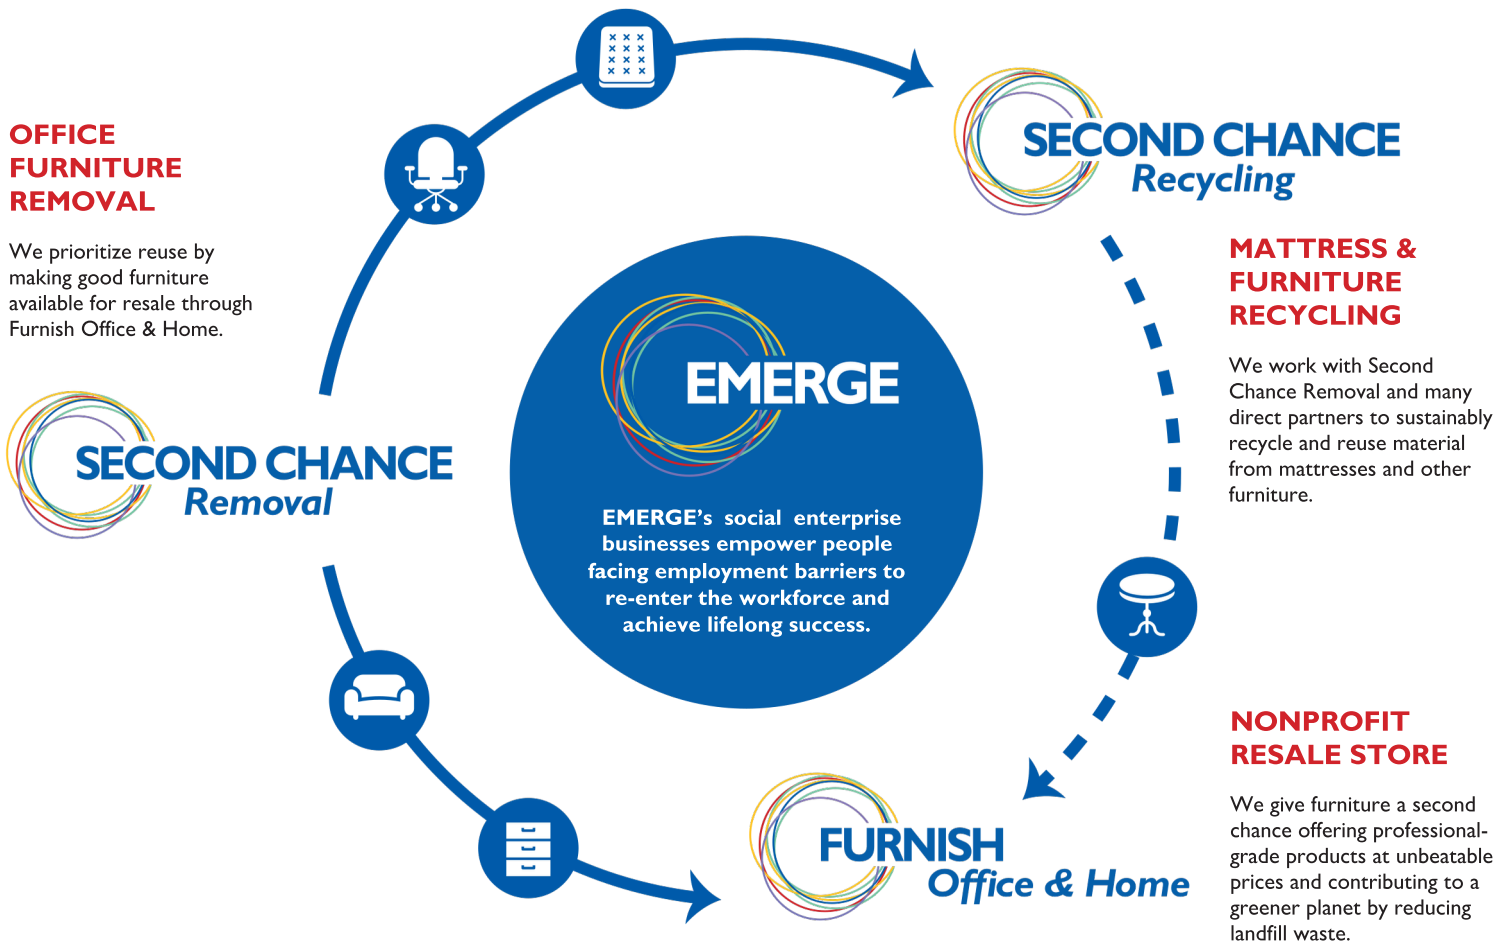 OFFICE
FURNITURE
REMOVAL
We prioritize reuse by
making good furniture
available for resale through
Furnish Office & Home.
SECOND CHANCE
Removal
EMERGE
EMERGE's social enterprise
businesses empower people
facing employment barriers to
re-enter the workforce and
achieve lifelong success.
SECOND CHANCE
Recycling
MATTRESS &
FURNITURE
RECYCLING
We work with Second
Chance Removal and many
direct partners to sustainably
recycle and reuse material
from mattresses and other
furniture.
FURNISH
Office & Home
NONPROFIT
RESALE STORE
We give furniture a second
chance offering professional-
grade products at unbeatable
prices and contributing to a
greener planet by reducing
landfill waste.